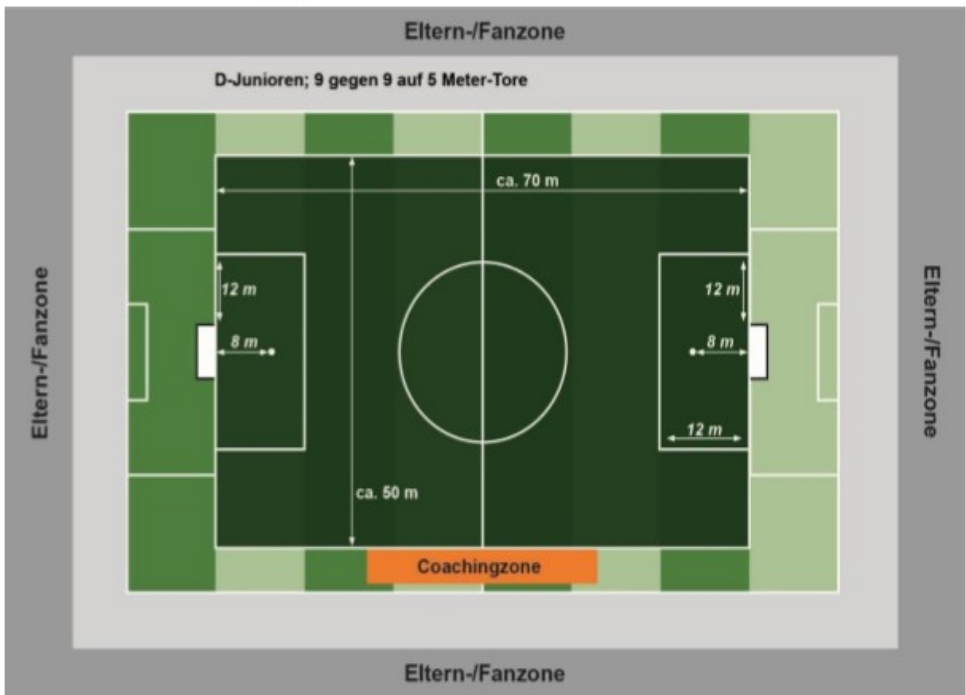 Eltern-/Fanzone
D-Junioren; 9 gegen 9 auf 5 Meter-Tore
ca. 70 m
12 m
12 m
Eltern-/Fanzone
Eltern-/Fanzone
8 m
8 m
12 m
ca. 50 m
Coachingzone
Eltern-/Fanzone